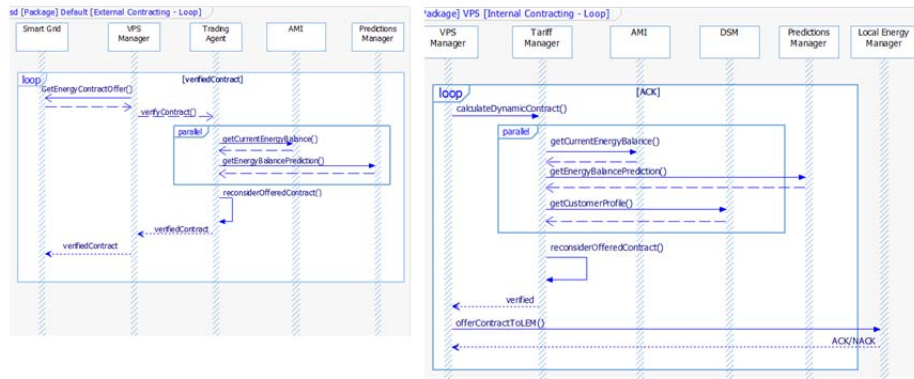 sd [Package] Default [External Contracting - Loop]
Smart Grid
VPS
Manager
Trading
Agent
AMI
Predictions
Manager
loop
[verifiedContract]
GetEnergyContractOffer()
verifyContract()
parallel
getCurrentEnergyBalance()
getEnergyBalancePrediction()
reconsiderOfferedContract()
verifiedContract
verifiedContract
Package] VPS [Internal Contracting - Loop]
VPS
Manager
Tariff
Manager
AMI
DSM
Predictions
Manager
Local Energy
Manager
loop
[ACK]
calculateDynamicContract()
parallel
getCurrentEnergyBalance()
getEnergyBalancePrediction()
getCustomerProfile()
reconsiderOfferedContract()
verified
offerContractToLEM()
ACK/NACK